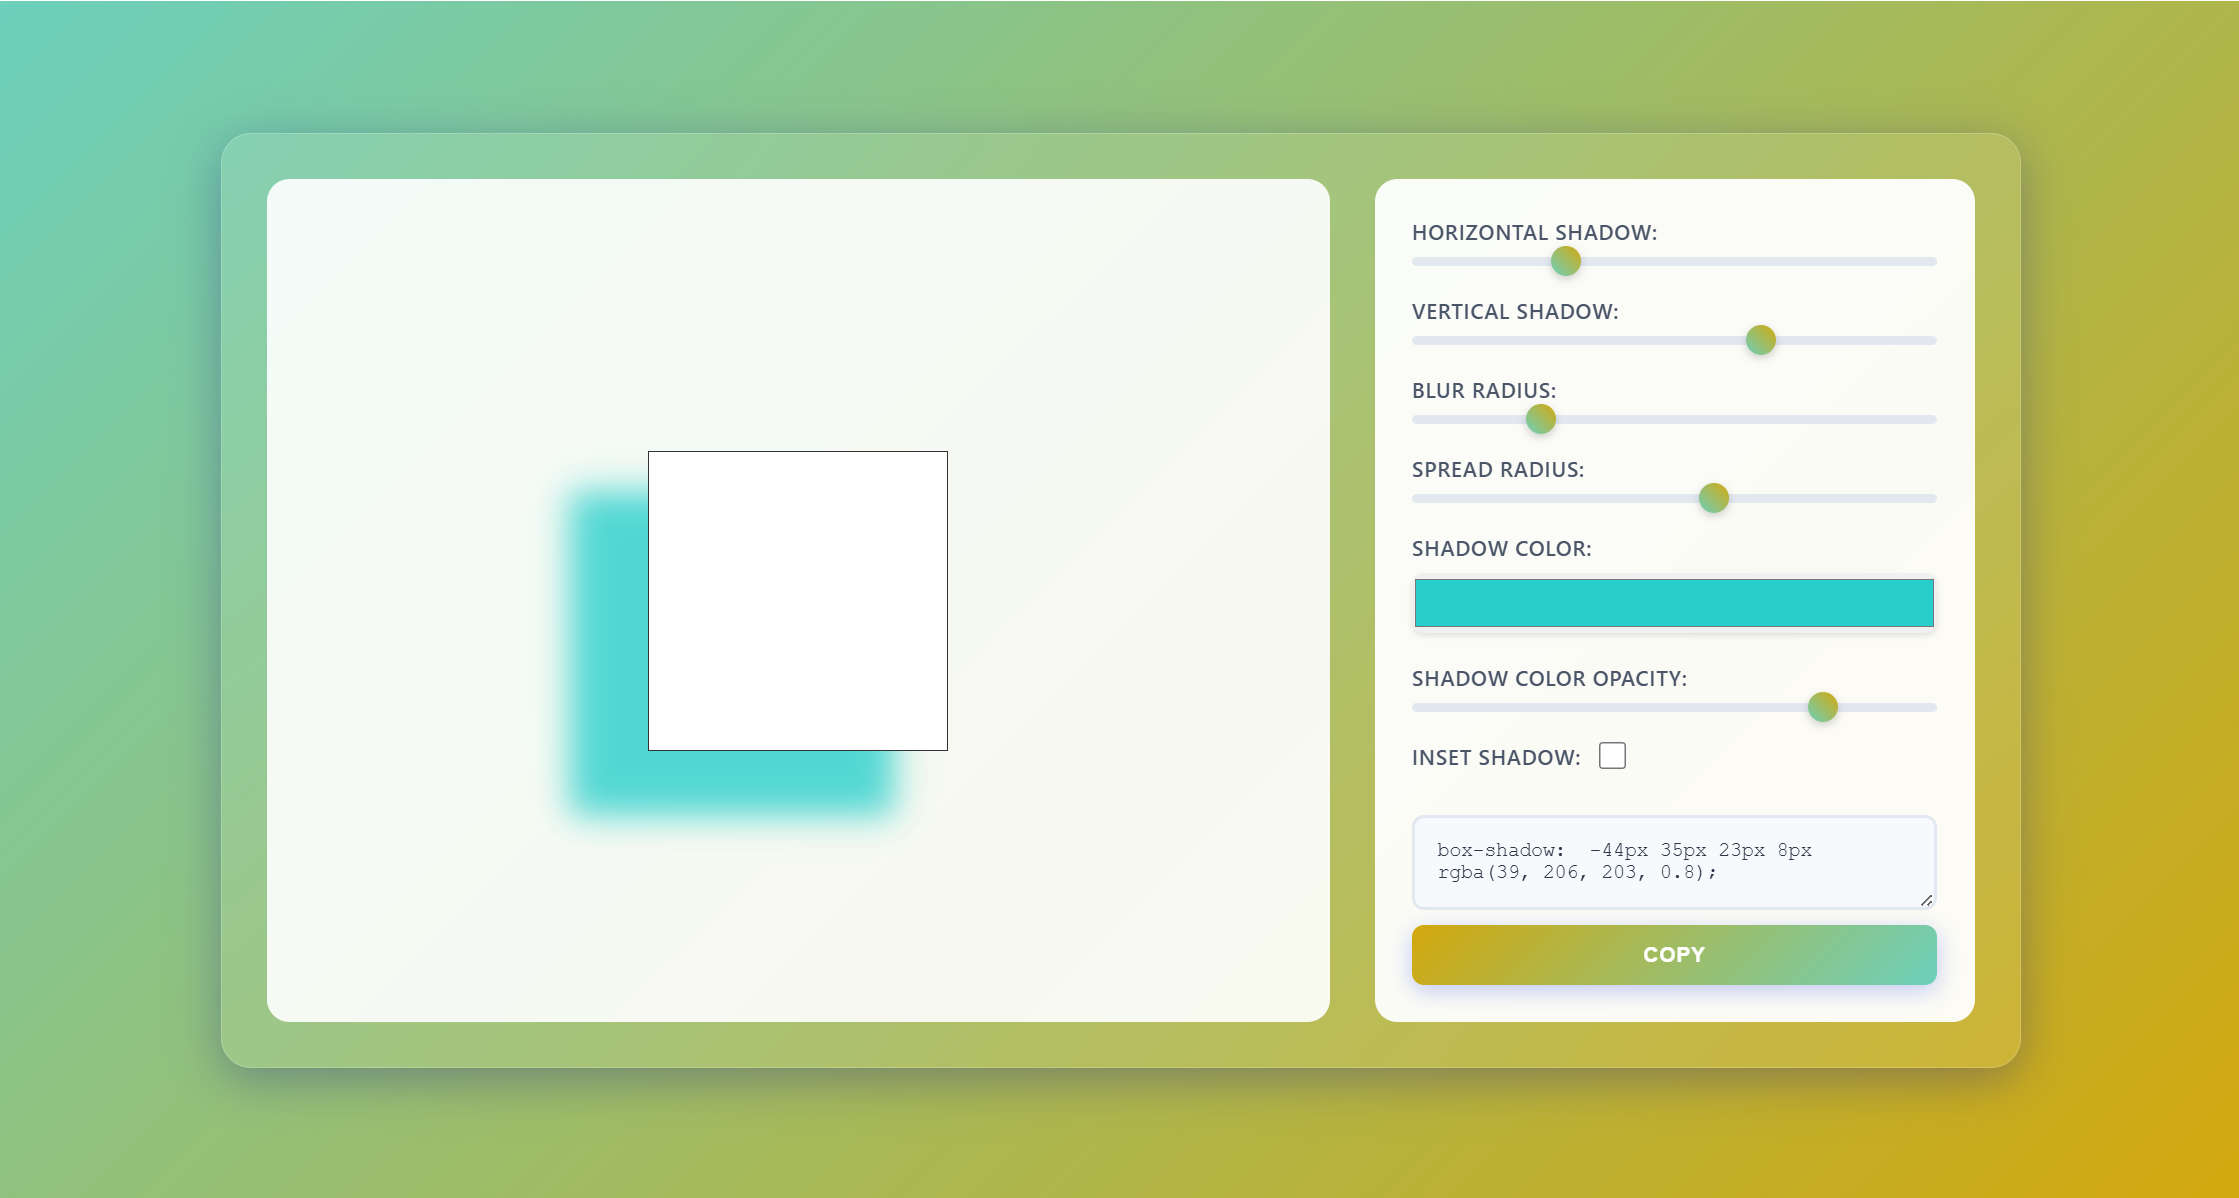 HORIZONTAL SHADOW:
VERTICAL SHADOW:
BLUR RADIUS:
SPREAD RADIUS:
SHADOW COLOR:
SHADOW COLOR OPACITY:
INSET SHADOW:
box-shadow:  -44px 35px 23px 8px
rgba(39, 206, 203, 0.8);
COPY